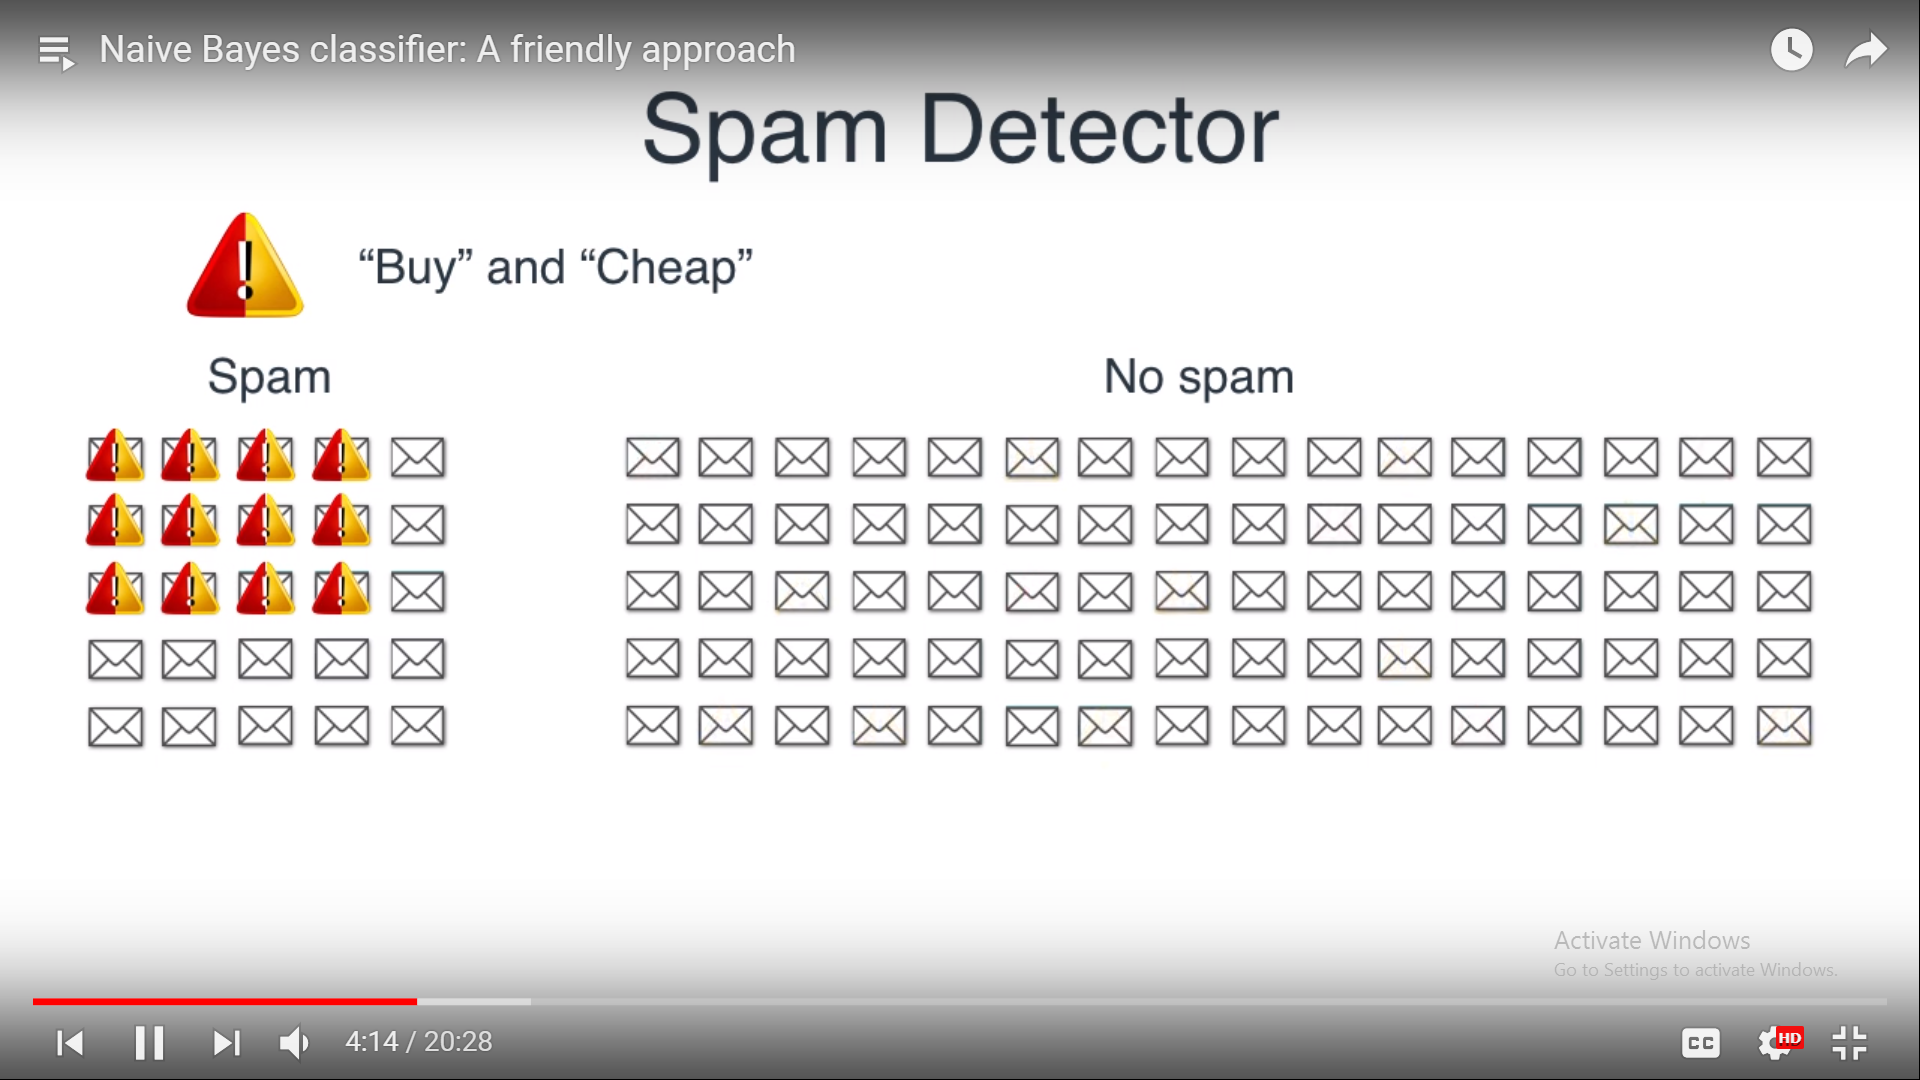 Naive Bayes classifier: A friendly approach
Spam Detector
“Buy” and “Cheap”
Spam
No spam
Activate Windows
Go to Settings to activate Windows.
4:14 / 20:28
CC
HD